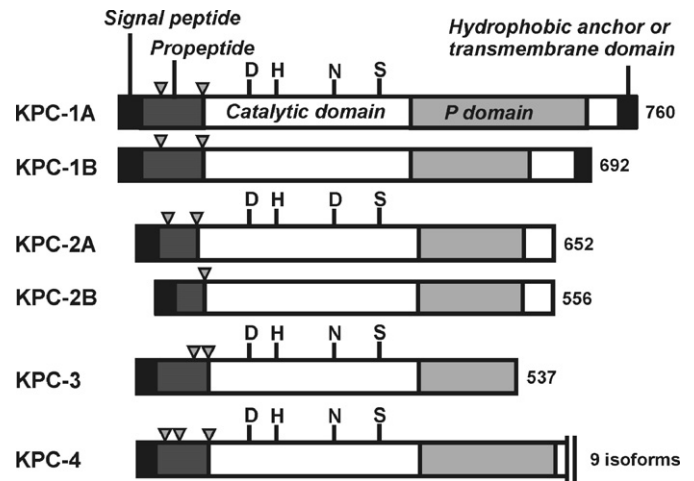 Signal peptide
Propeptide
Hydrophobic anchor or
transmembrane domain
D H N S
KPC-1A Catalytic domain P domain 760
KPC-1B 692
D H D S
KPC-2A 652
KPC-2B 556
D H N S
KPC-3 537
D H N S
KPC-4 9 isoforms